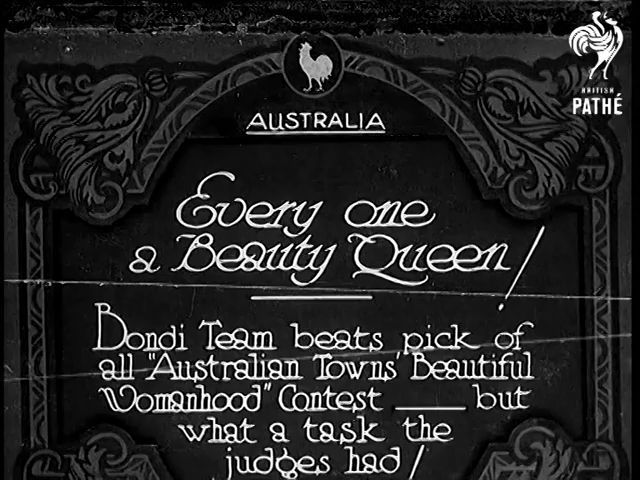 BRITISH
PATHÉ
AUSTRALIA
Every one
a Beauty Queen!
Bondi Team beats pick of
all "Australian Towns' Beautiful
Womanhood" Contest — but
what a task the
judges had!